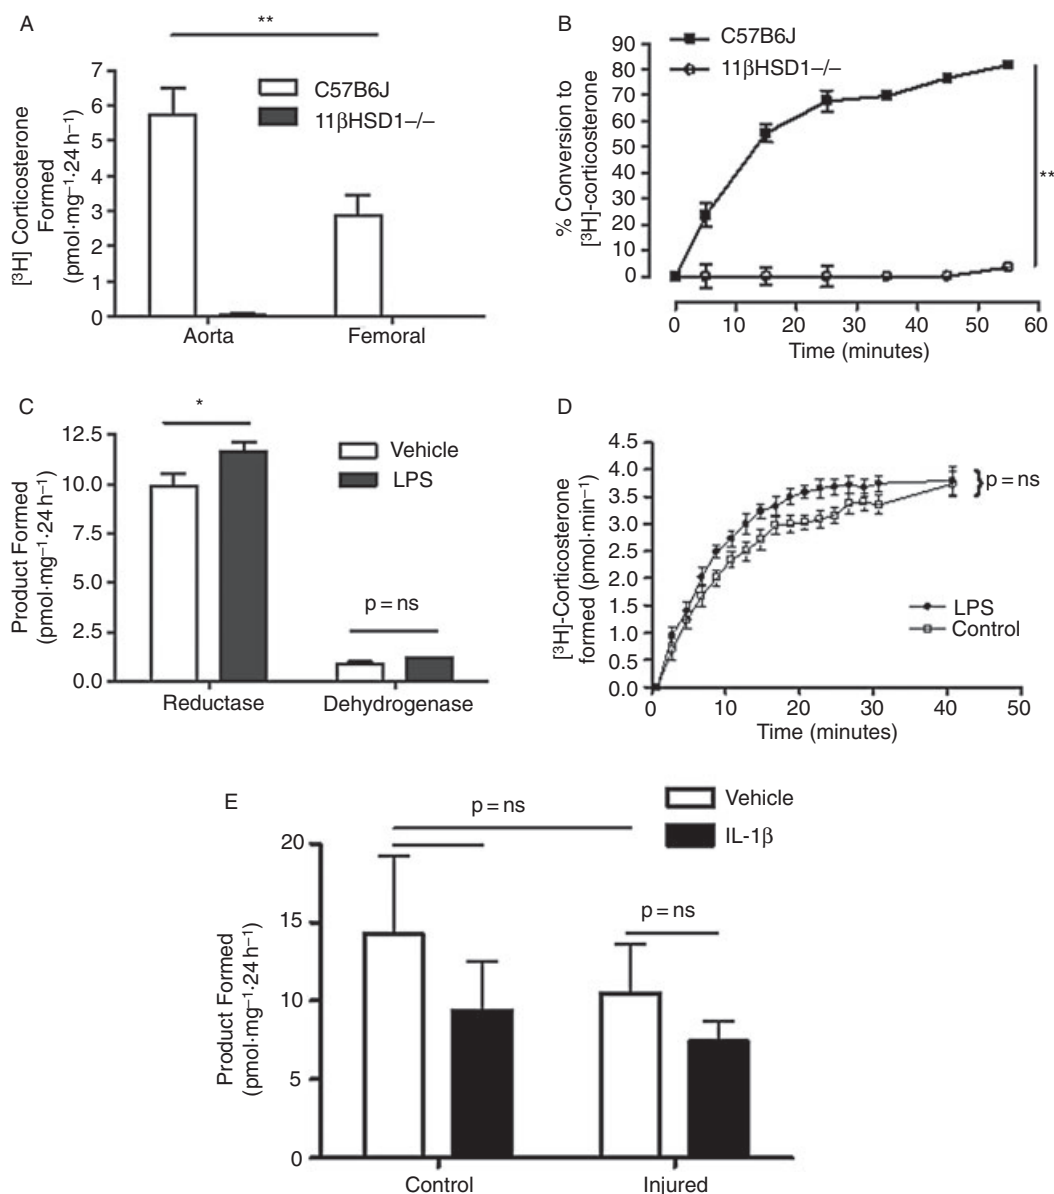 A
**
7
6
5
4
3
2
1
0
[³H] Corticosterone
Formed
(pmol·mg⁻¹·24 h⁻¹)
C57B6J
11βHSD1−/−
Aorta
Femoral
B
C57B6J
11βHSD1−/−
90
80
70
60
50
40
30
20
10
0
% Conversion to
[³H]-corticosterone
**
0 10 20 30 40 50 60
Time (minutes)
C
*
12.5
10.0
7.5
5.0
2.5
0.0
Product Formed
(pmol·mg⁻¹·24 h⁻¹)
Vehicle
LPS
p = ns
Reductase
Dehydrogenase
D
4.5
4.0
3.5
3.0
2.5
2.0
1.5
1.0
0.5
0.0
[³H]-Corticosterone
formed (pmol·min⁻¹)
} p = ns
LPS
Control
0 10 20 30 40 50
Time (minutes)
E
p = ns
Vehicle
IL-1β
20
15
10
5
0
Product Formed
(pmol·mg⁻¹·24 h⁻¹)
p = ns
Control
Injured